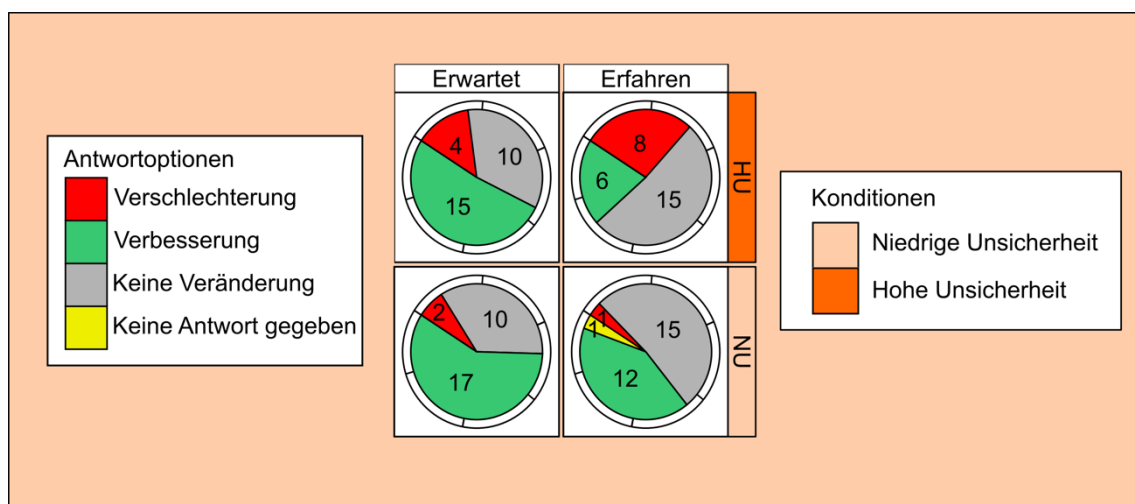 Erwartet
Erfahren
Antwortoptionen
Verschlechterung
Verbesserung
Keine Veränderung
Keine Antwort gegeben
4
10
15
8
6
15
HU
2
10
17
1
1
15
12
NU
Konditionen
Niedrige Unsicherheit
Hohe Unsicherheit